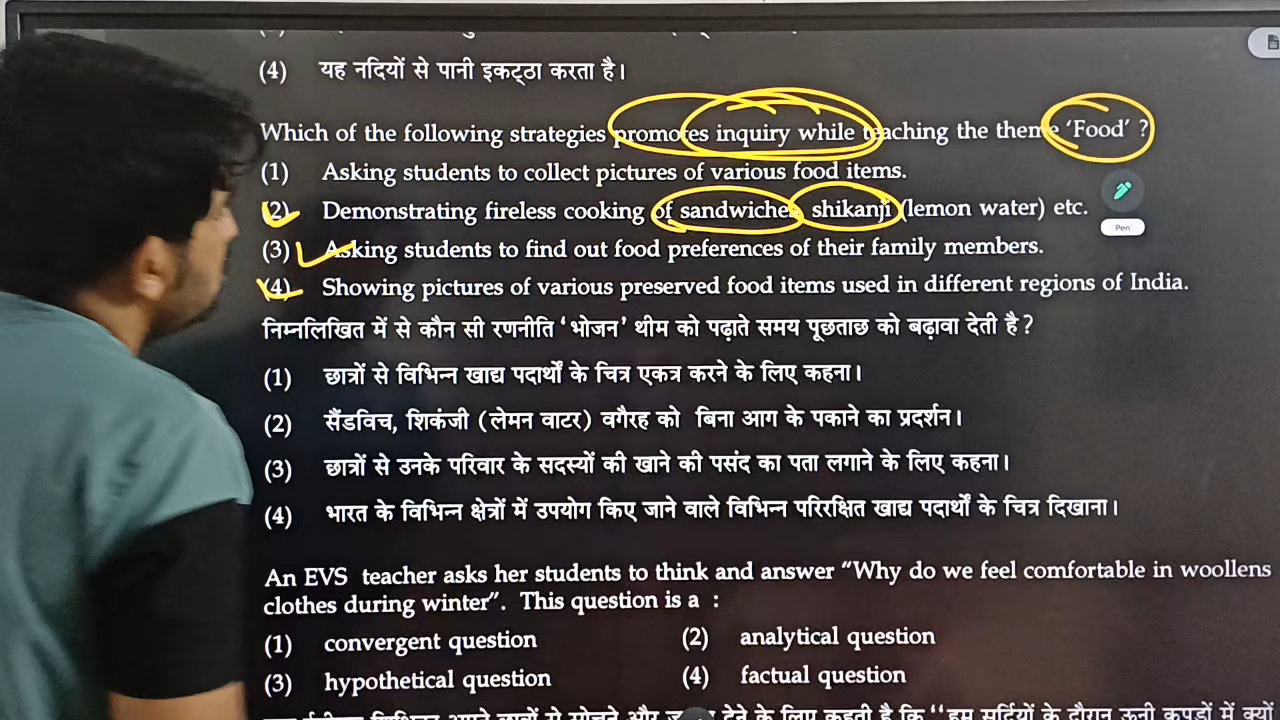 (4) यह नदियों से पानी इकट्ठा करता है।
Which of the following strategies promotes inquiry while teaching the theme 'Food' ?
(1) Asking students to collect pictures of various food items.
(2) Demonstrating fireless cooking of sandwiches, shikanji (lemon water) etc.
Pen
(3) Asking students to find out food preferences of their family members.
(4) Showing pictures of various preserved food items used in different regions of India.
निम्नलिखित में से कौन सी रणनीति 'भोजन' थीम को पढ़ाते समय पूछताछ को बढ़ावा देती है ?
(1) छात्रों से विभिन्न खाद्य पदार्थों के चित्र एकत्र करने के लिए कहना।
(2) सैंडविच, शिकंजी (लेमन वाटर) वगैरह को बिना आग के पकाने का प्रदर्शन।
(3) छात्रों से उनके परिवार के सदस्यों की खाने की पसंद का पता लगाने के लिए कहना।
(4) भारत के विभिन्न क्षेत्रों में उपयोग किए जाने वाले विभिन्न परिरक्षित खाद्य पदार्थों के चित्र दिखाना।
An EVS teacher asks her students to think and answer "Why do we feel comfortable in woollens
clothes during winter". This question is a :
(1) convergent question (2) analytical question
(3) hypothetical question (4) factual question
देने के लिए कहती है कि "हम सर्दियों के दौरान ऊनी कपड़ों में क्यों